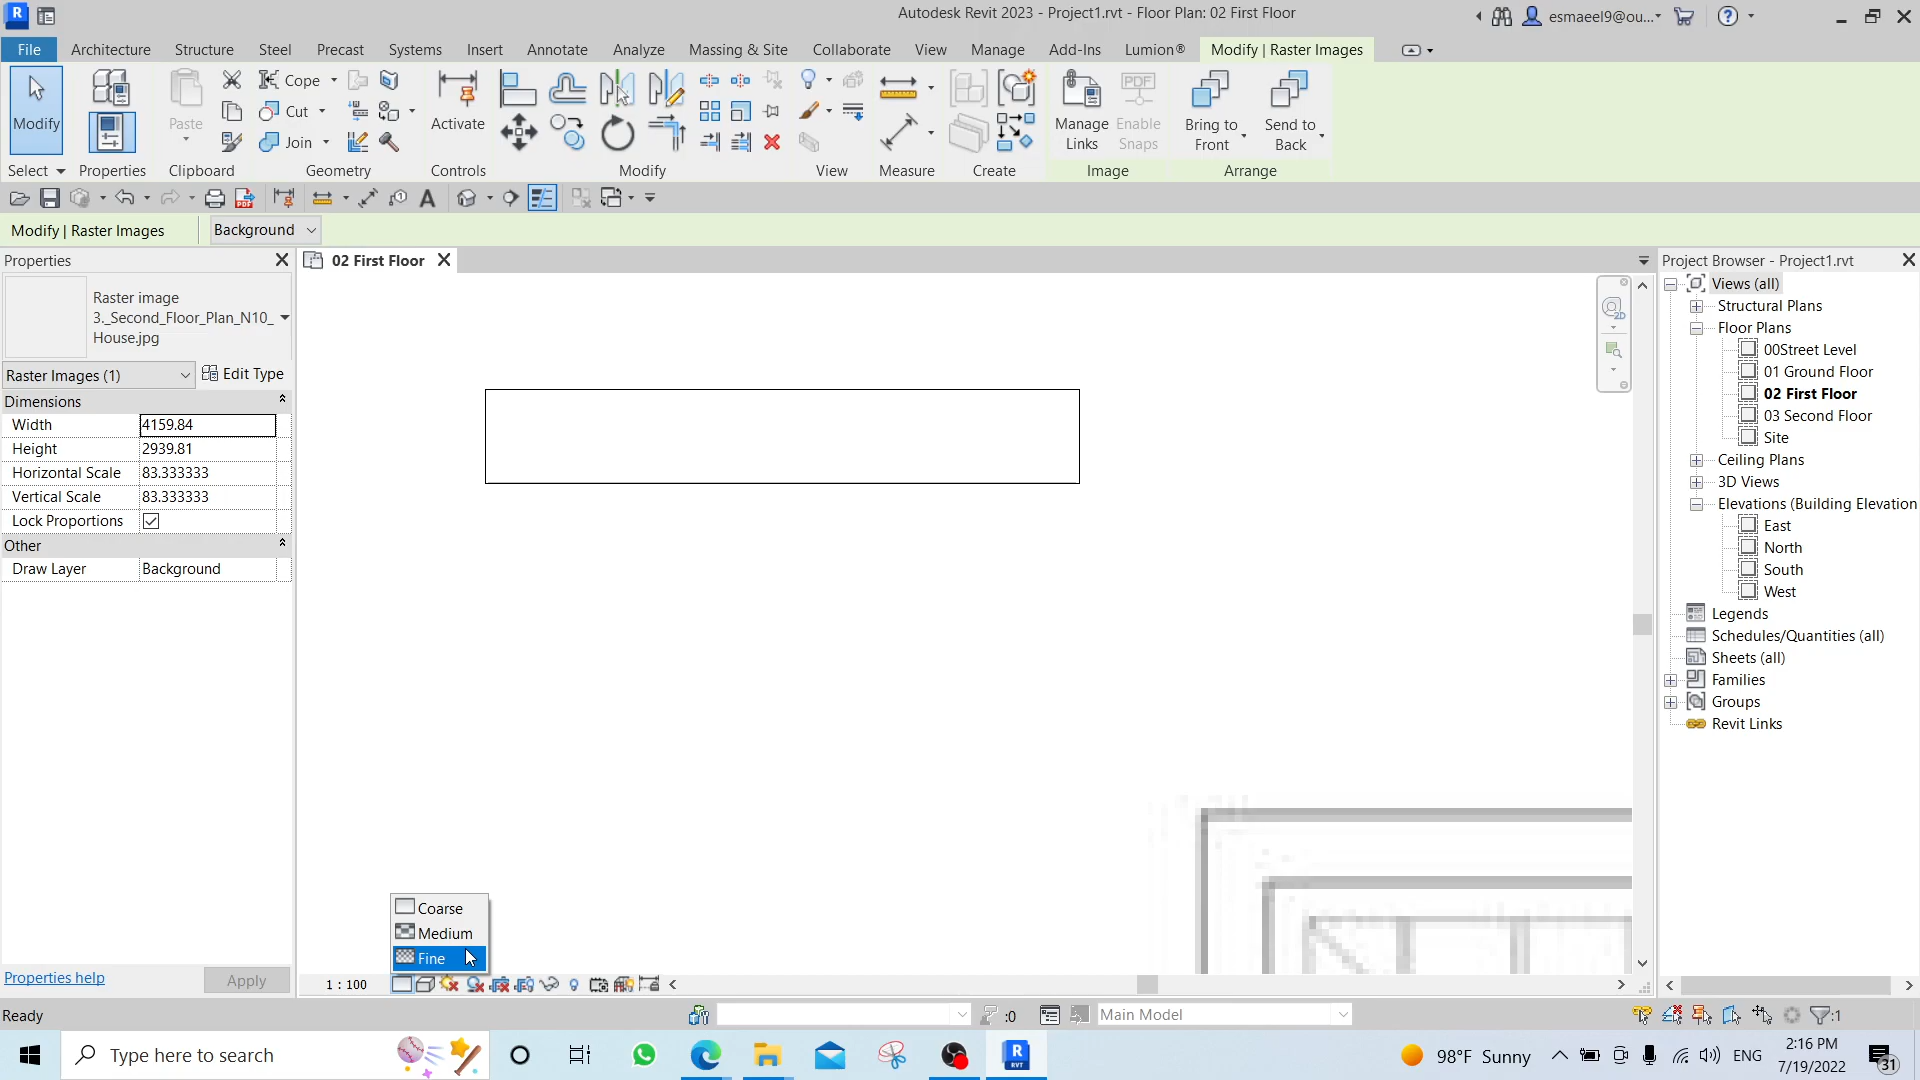 Autodesk Revit 2023 - Project1.rvt - Floor Plan: 02 First Floor
esmaeel9@ou...
File Architecture Structure Steel Precast Systems Insert Annotate Analyze Massing & Site Collaborate View Manage Add-Ins Lumion® Modify | Raster Images
Modify
Paste
Cope
Cut
Join
Activate
Manage Links
Enable Snaps
PDF
Bring to Front
Send to Back
Select Properties Clipboard Geometry Controls Modify View Measure Create Image Arrange
Modify | Raster Images Background
Properties
02 First Floor
Project Browser - Project1.rvt
Raster image
3._Second_Floor_Plan_N10_
House.jpg
Raster Images (1) Edit Type
Dimensions
Width 4159.84
Height 2939.81
Horizontal Scale 83.333333
Vertical Scale 83.333333
Lock Proportions
Other
Draw Layer Background
2D
Views (all)
Structural Plans
Floor Plans
00Street Level
01 Ground Floor
02 First Floor
03 Second Floor
Site
Ceiling Plans
3D Views
Elevations (Building Elevation
East
North
South
West
Legends
Schedules/Quantities (all)
Sheets (all)
Families
Groups
Revit Links
Coarse
Medium
Fine
Properties help Apply
1 : 100
Ready
:0
Main Model
:1
Type here to search
98°F Sunny
ENG
2:16 PM
7/19/2022
31